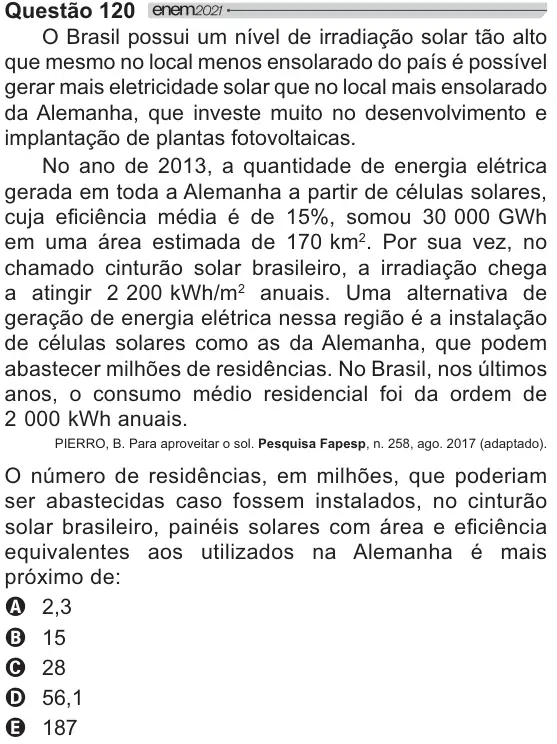 Questão 120 enem2021
O Brasil possui um nível de irradiação solar tão alto
que mesmo no local menos ensolarado do país é possível
gerar mais eletricidade solar que no local mais ensolarado
da Alemanha, que investe muito no desenvolvimento e
implantação de plantas fotovoltaicas.
No ano de 2013, a quantidade de energia elétrica
gerada em toda a Alemanha a partir de células solares,
cuja eficiência média é de 15%, somou 30 000 GWh
em uma área estimada de 170 km². Por sua vez, no
chamado cinturão solar brasileiro, a irradiação chega
a atingir 2 200 kWh/m² anuais. Uma alternativa de
geração de energia elétrica nessa região é a instalação
de células solares como as da Alemanha, que podem
abastecer milhões de residências. No Brasil, nos últimos
anos, o consumo médio residencial foi da ordem de
2 000 kWh anuais.
PIERRO, B. Para aproveitar o sol. Pesquisa Fapesp, n. 258, ago. 2017 (adaptado).
O número de residências, em milhões, que poderiam
ser abastecidas caso fossem instalados, no cinturão
solar brasileiro, painéis solares com área e eficiência
equivalentes aos utilizados na Alemanha é mais
próximo de:
A 2,3
B 15
C 28
D 56,1
E 187